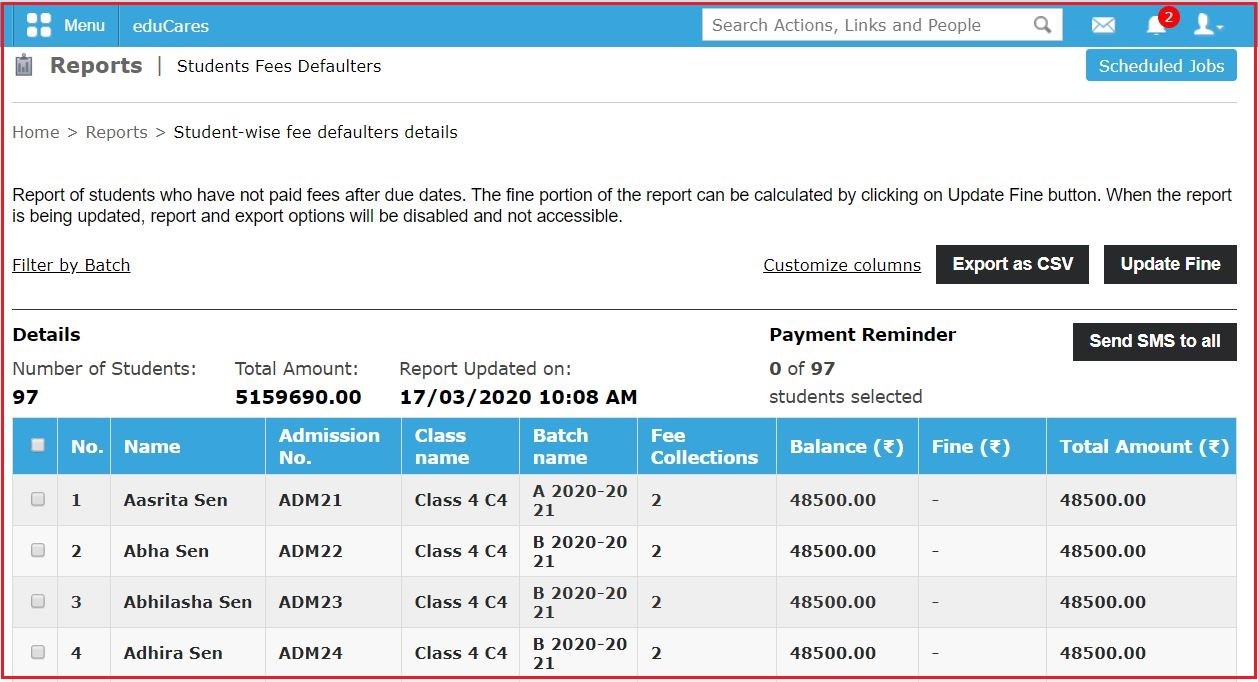 Menu eduCares Search Actions, Links and People 2
Reports | Students Fees Defaulters Scheduled Jobs
Home > Reports > Student-wise fee defaulters details
Report of students who have not paid fees after due dates. The fine portion of the report can be calculated by clicking on Update Fine button. When the report
is being updated, report and export options will be disabled and not accessible.
Filter by Batch Customize columns Export as CSV Update Fine
Details Payment Reminder Send SMS to all
Number of Students: Total Amount: Report Updated on: 0 of 97
97 5159690.00 17/03/2020 10:08 AM students selected
No. Name Admission No. Class name Batch name Fee Collections Balance (₹) Fine (₹) Total Amount (₹)
1 Aasrita Sen ADM21 Class 4 C4 A 2020-2021 2 48500.00 - 48500.00
2 Abha Sen ADM22 Class 4 C4 B 2020-2021 2 48500.00 - 48500.00
3 Abhilasha Sen ADM23 Class 4 C4 B 2020-2021 2 48500.00 - 48500.00
4 Adhira Sen ADM24 Class 4 C4 B 2020-2021 2 48500.00 - 48500.00